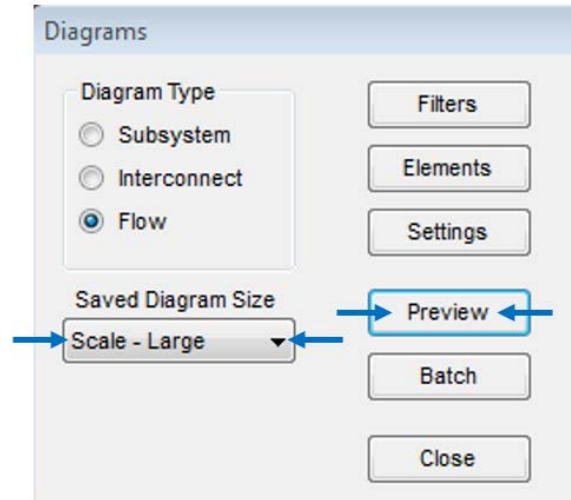 Diagrams
Diagram Type
Subsystem
Interconnect
Flow
Saved Diagram Size
Scale - Large
Filters
Elements
Settings
Preview
Batch
Close